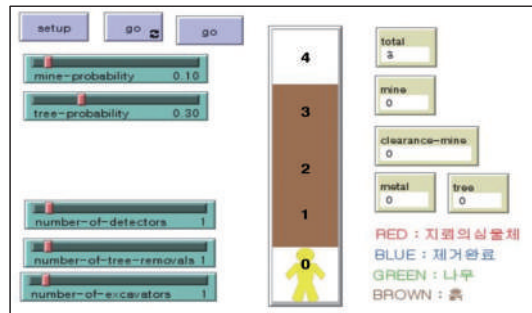 setup
go
go
mine-probability 0.10
tree-probability 0.30
number-of-detectors 1
number-of-tree-removals 1
number-of-excavators 1
4
3
2
1
0
total
3
mine
0
clearance-mine
0
metal
0
tree
0
RED : 지뢰의심물체
BLUE : 제거완료
GREEN : 나무
BROWN : 흙